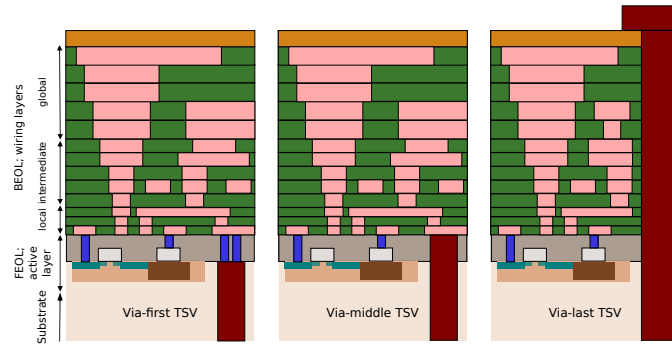 BEOL; wiring layers
global
local intermediate
FEOL;
active
layer
Substrate
Via-first TSV
Via-middle TSV
Via-last TSV